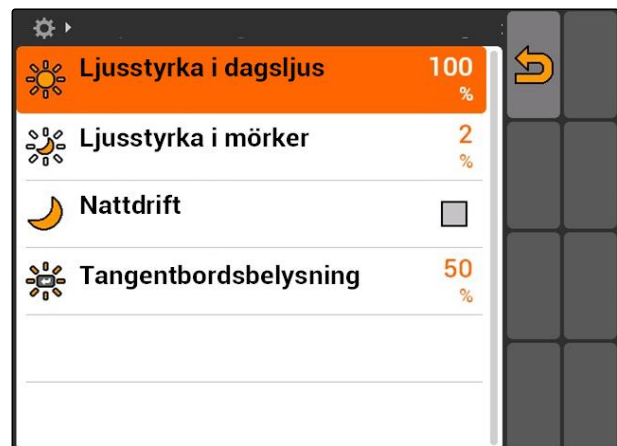 Ljusstyrka i dagsljus 100
%
Ljusstyrka i mörker 2
%
Nattdrift
Tangentbordsbelysning 50
%